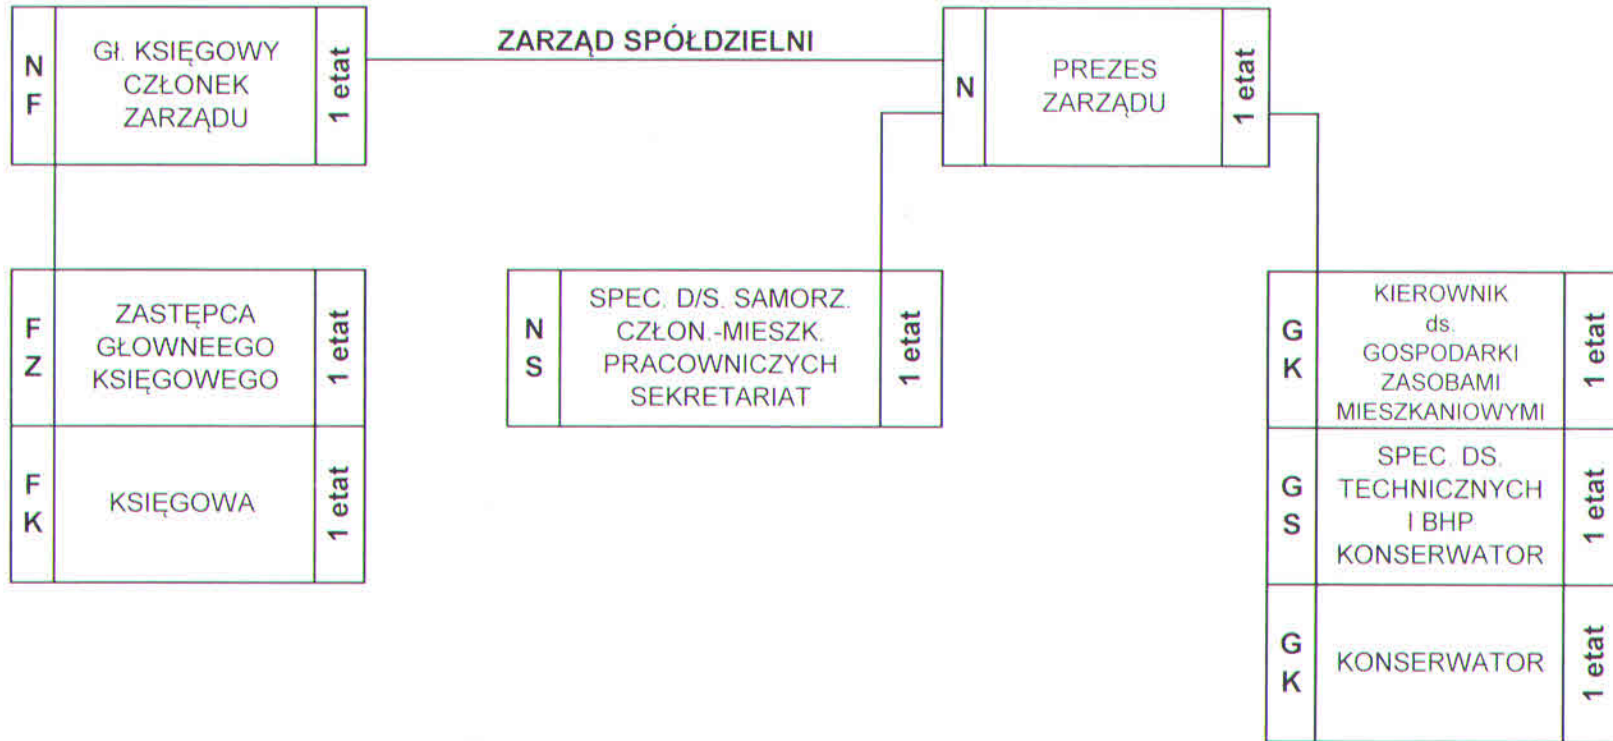 ZARZĄD SPÓŁDZIELNI
N
F
Gł. KSIĘGOWY
CZŁONEK
ZARZĄDU
1 etat
N
PREZES
ZARZĄDU
1 etat
F
Z
ZASTĘPCA
GŁOWNEEGO
KSIĘGOWEGO
1 etat
F
K
KSIĘGOWA
1 etat
N
S
SPEC. D/S. SAMORZ.
CZŁON.-MIESZK.
PRACOWNICZYCH
SEKRETARIAT
1 etat
G
K
KIEROWNIK
ds.
GOSPODARKI
ZASOBAMI
MIESZKANIOWYMI
1 etat
G
S
SPEC. DS.
TECHNICZNYCH
I BHP
KONSERWATOR
1 etat
G
K
KONSERWATOR
1 etat